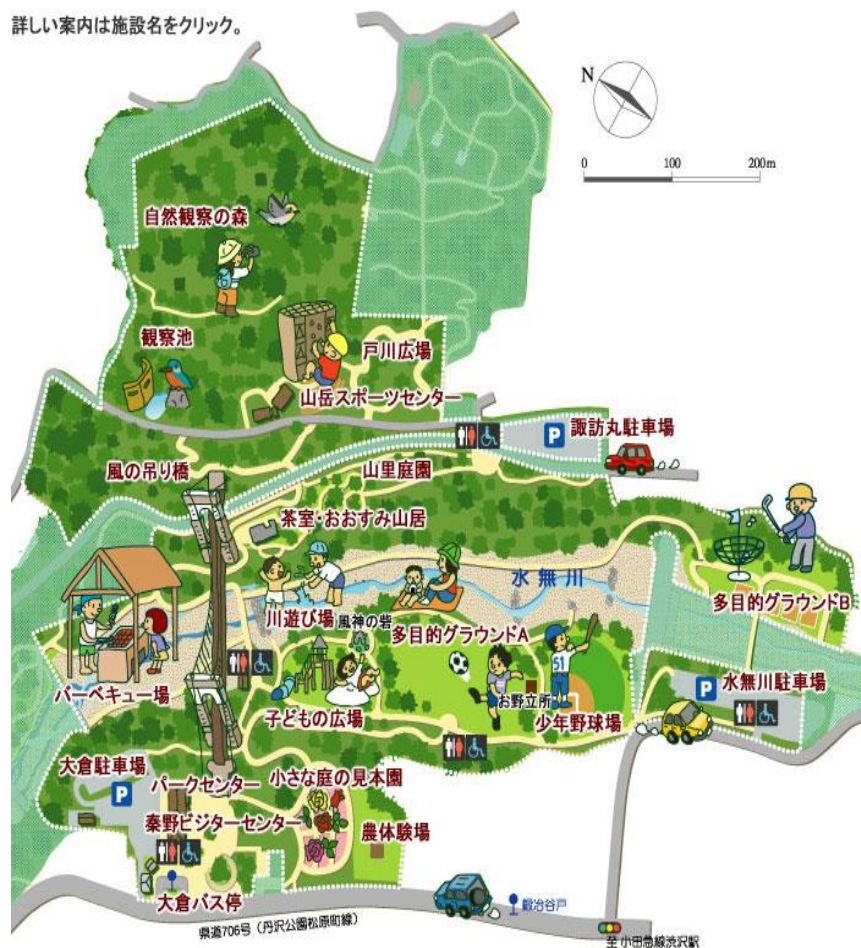 詳しい案内は施設名をクリック。
N
0 100 200m
自然観察の森
観察池
戸川広場
山岳スポーツセンター
諏訪丸駐車場
P
風の吊り橋
山里庭園
茶室・おおすみ山居
水無川
多目的グラウンドB
川遊び場
風神の砦
多目的グラウンドA
51
バーベキュー場
お野立所
水無川駐車場
P
子どもの広場
少年野球場
大倉駐車場
P
パークセンター
小さな庭の見本園
秦野ビジターセンター
農体験場
大倉バス停
鍛冶谷戸
県道706号（丹沢公園松原町線）
至 小田急線渋沢駅